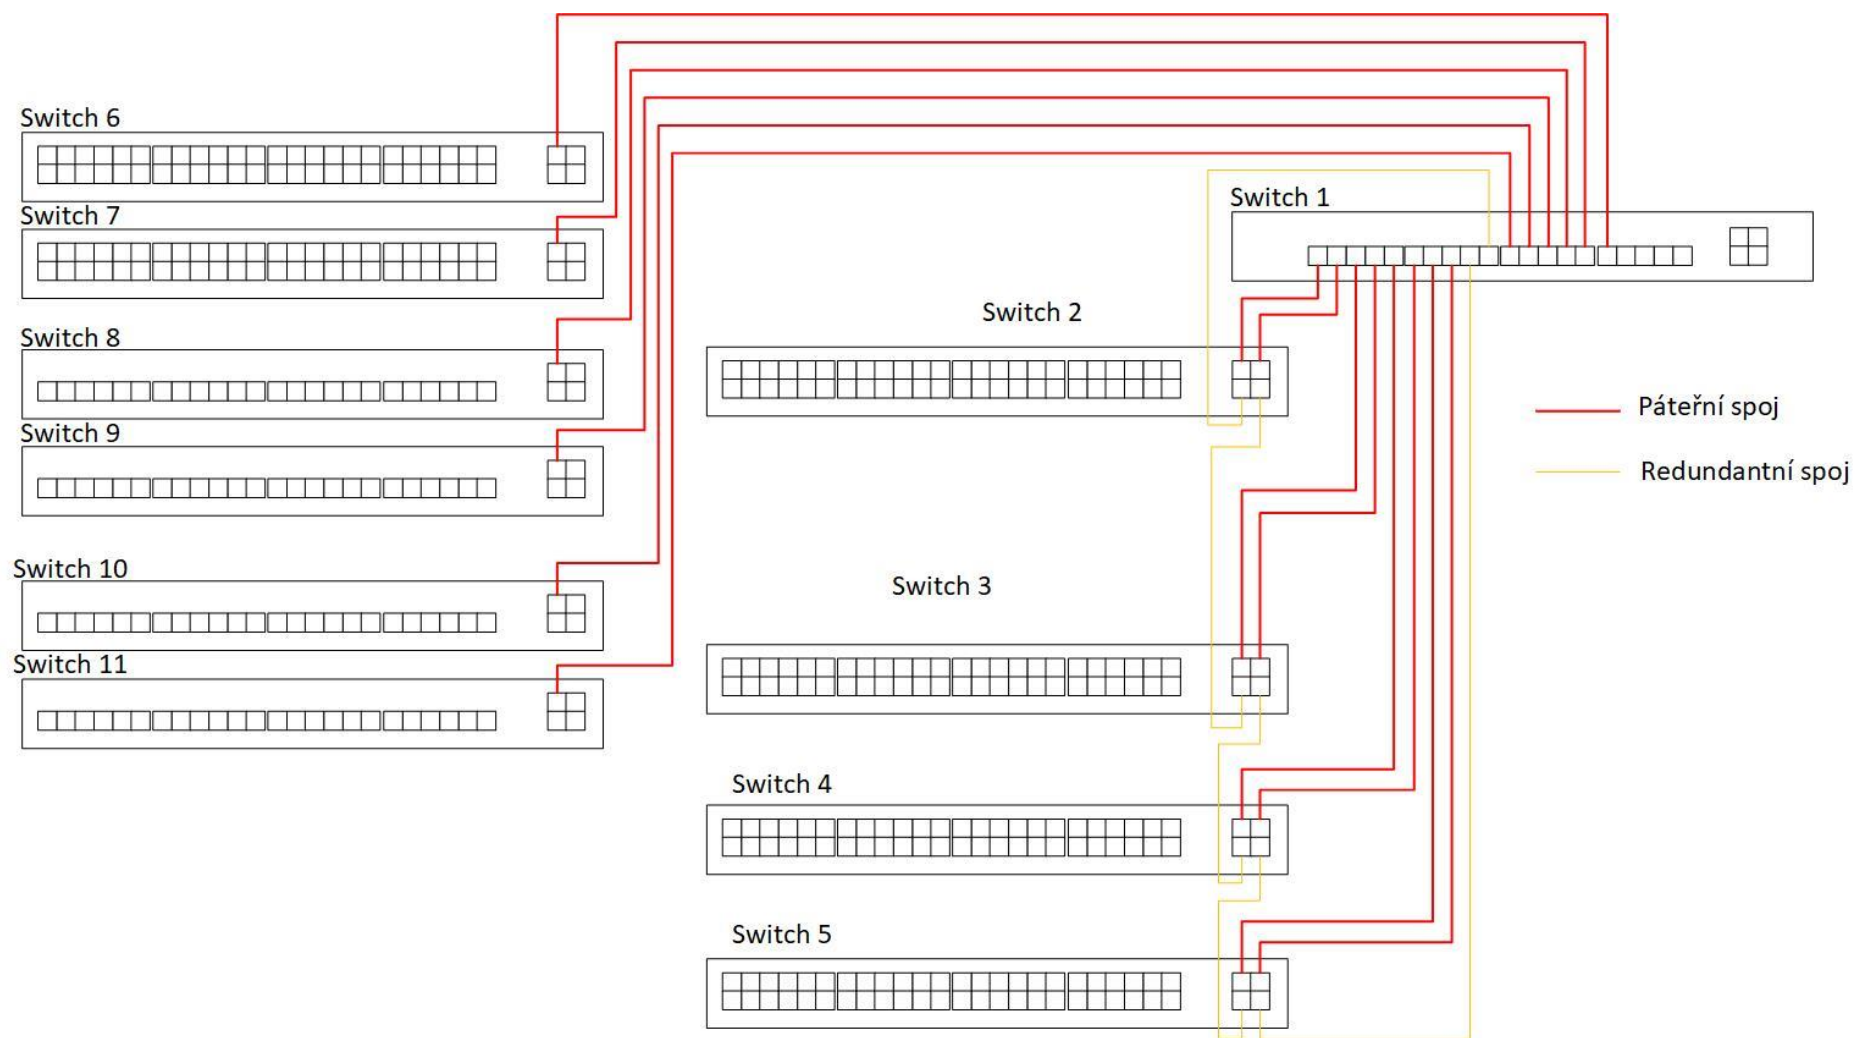 Switch 6
Switch 7
Switch 8
Switch 9
Switch 10
Switch 11
Switch 1
Switch 2
Switch 3
Switch 4
Switch 5
Páteřní spoj
Redundantní spoj